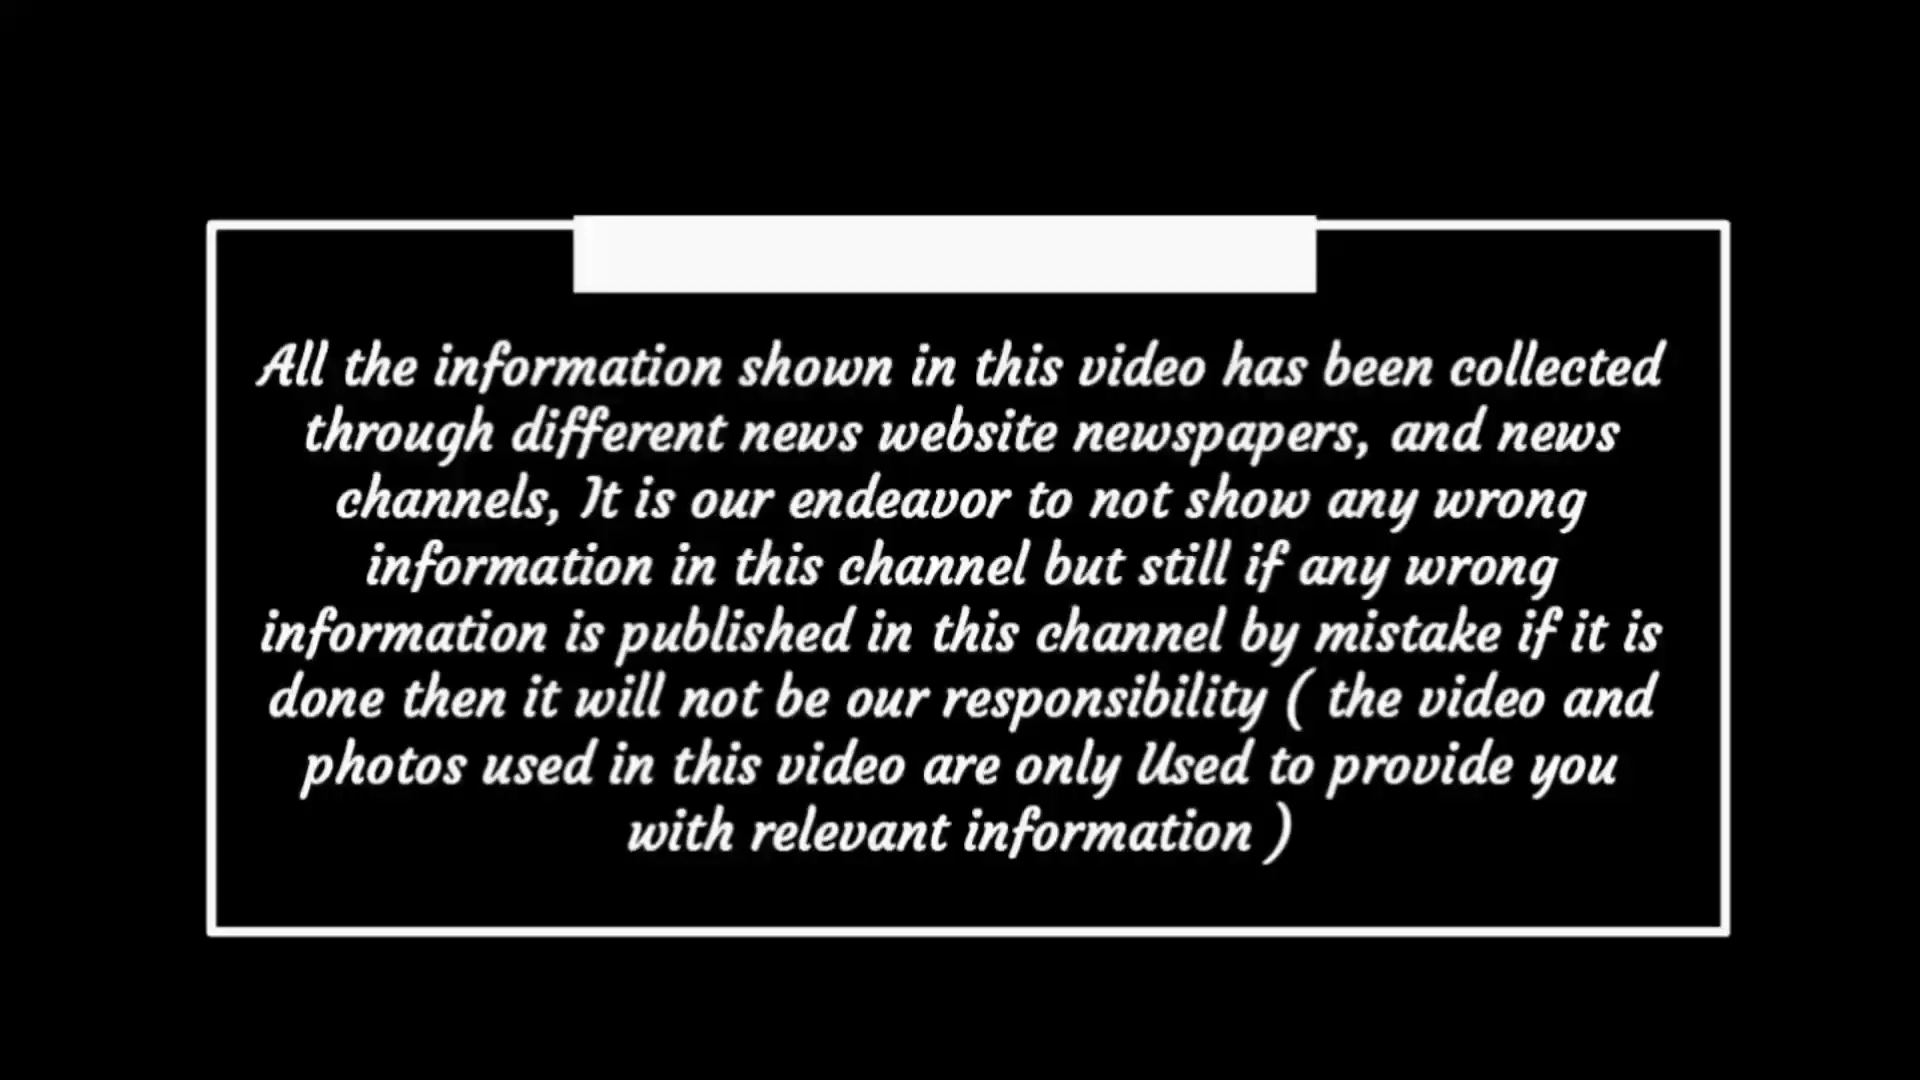 All the information shown in this video has been collected
through different news website newspapers, and news
channels, It is our endeavor to not show any wrong
information in this channel but still if any wrong
information is published in this channel by mistake if it is
done then it will not be our responsibility ( the video and
photos used in this video are only Used to provide you
with relevant information )